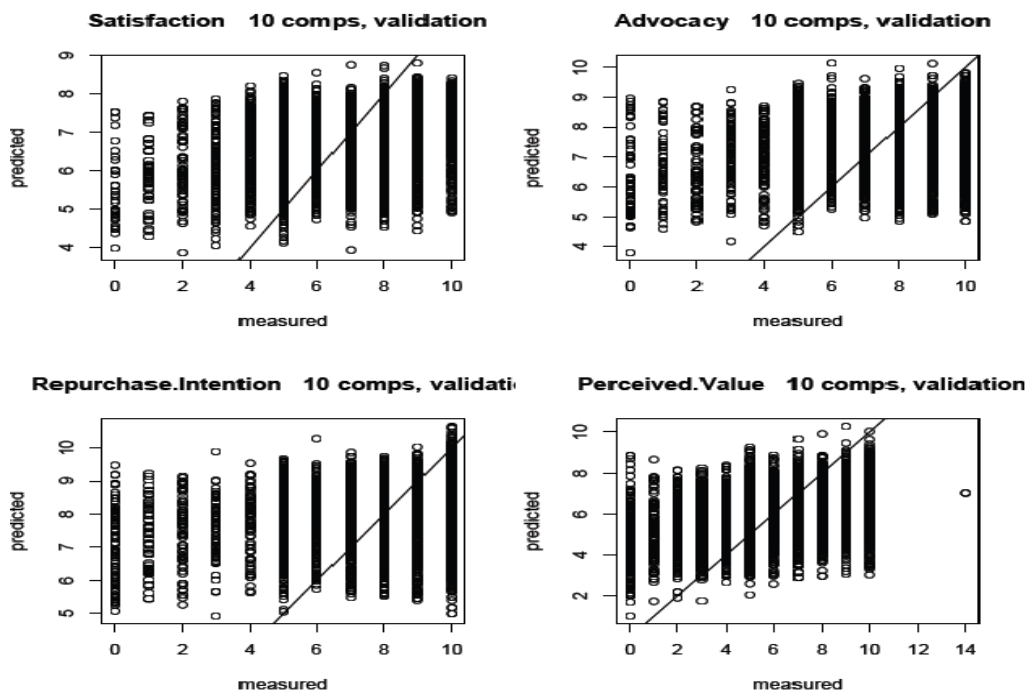 Satisfaction 10 comps, validation
predicted
4 5 6 7 8 9
0 2 4 6 8 10
measured
Advocacy 10 comps, validation
predicted
4 5 6 7 8 9 10
0 2 4 6 8 10
measured
Repurchase.Intention 10 comps, validati
predicted
5 6 7 8 9 10
0 2 4 6 8 10
measured
Perceived.Value 10 comps, validation
predicted
2 4 6 8 10
0 2 4 6 8 10 12 14
measured